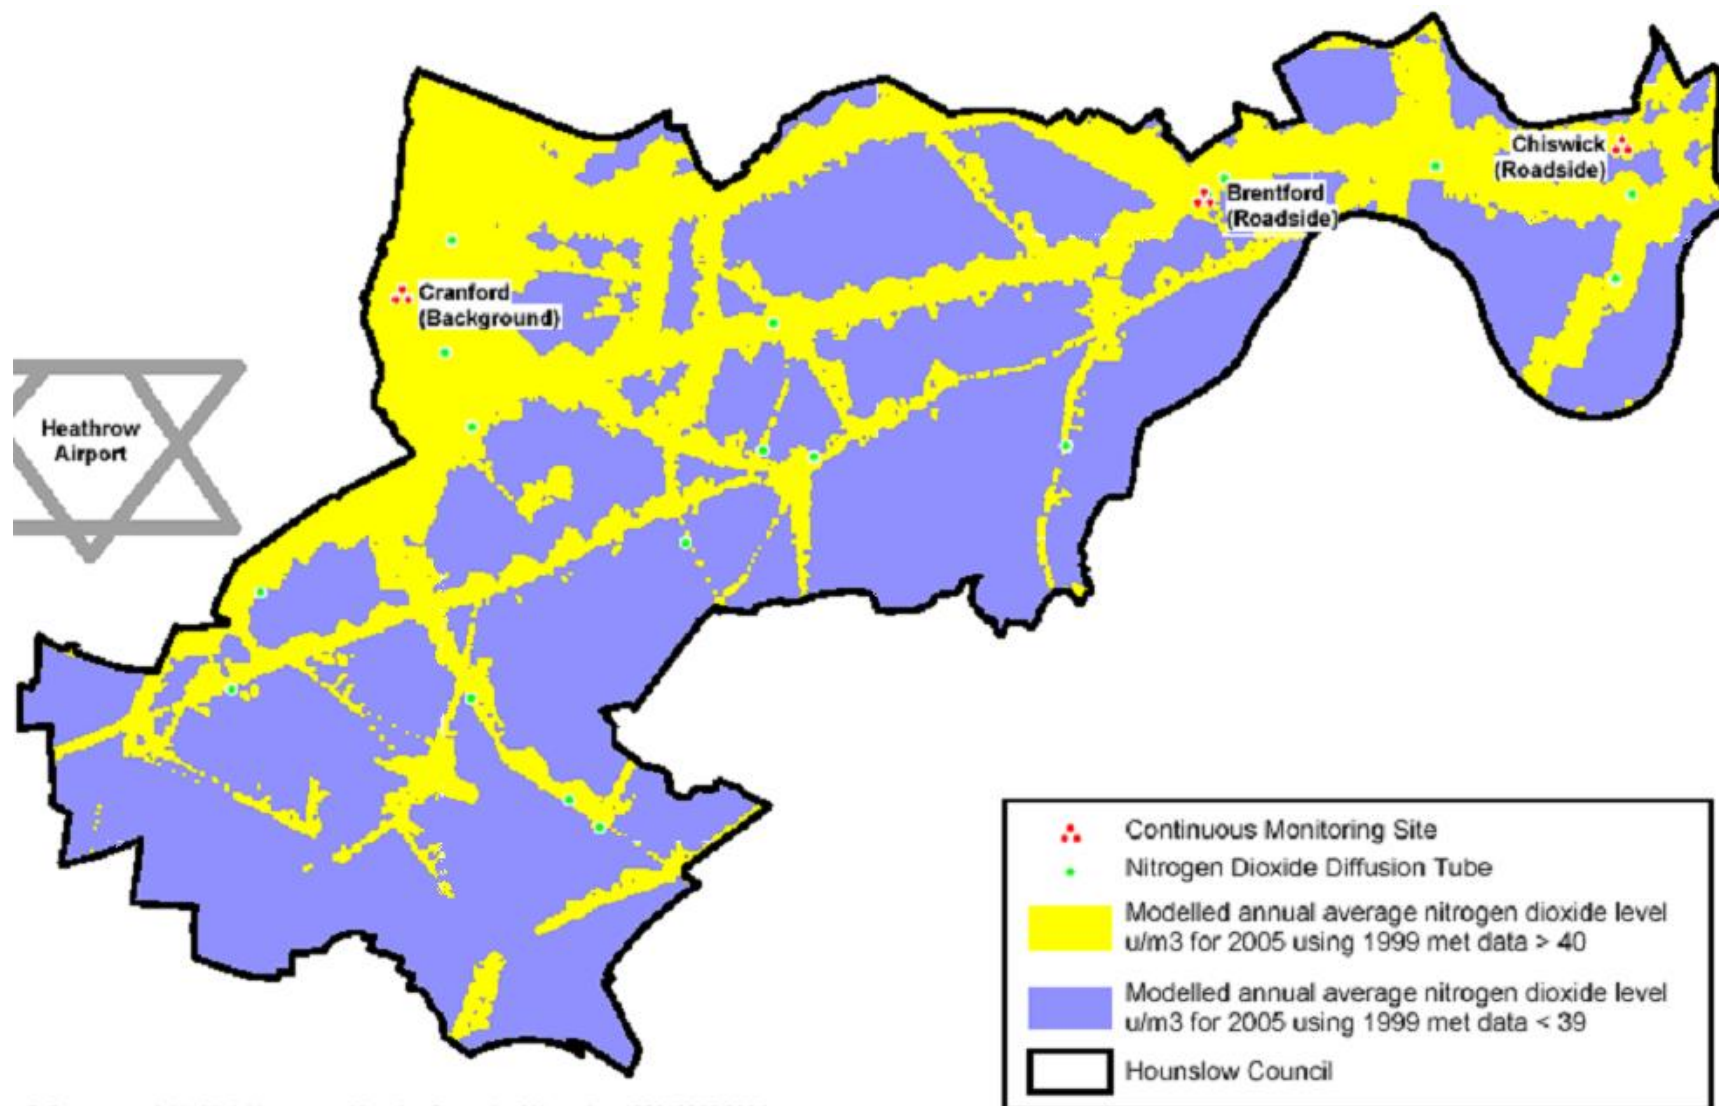 Chiswick
(Roadside)
Brentford
(Roadside)
Cranford
(Background)
Heathrow
Airport
Continuous Monitoring Site
Nitrogen Dioxide Diffusion Tube
Modelled annual average nitrogen dioxide level
u/m3 for 2005 using 1999 met data > 40
Modelled annual average nitrogen dioxide level
u/m3 for 2005 using 1999 met data < 39
Hounslow Council